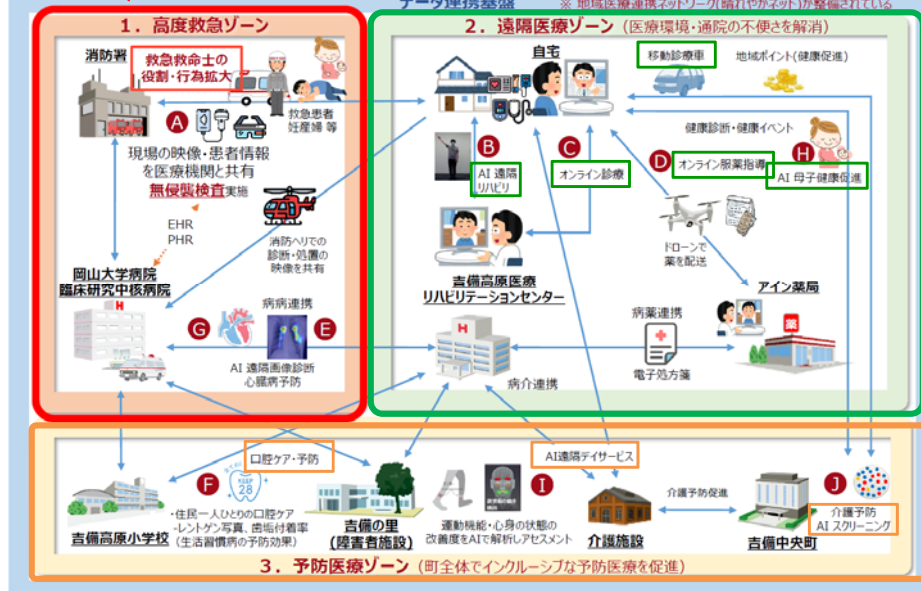 データ連携基盤
※ 地域医療連携ネットワーク(晴れやかネット)が整備されている
1. 高度救急ゾーン
消防署
救急救命士の
役割・行為拡大
A
救急患者
妊産婦 等
現場の映像・患者情報
を医療機関と共有
無侵襲検査実施
EHR
PHR
消防ヘリでの
診断・処置の
映像を共有
岡山大学病院
臨床研究中核病院
病病連携
G
E
AI 遠隔画像診断
心臓病予防
2. 遠隔医療ゾーン (医療環境・通院の不便さを解消)
自宅
移動診療車
地域ポイント(健康促進)
健康診断・健康イベント
B
AI 遠隔
リハビリ
C
オンライン診療
D
オンライン服薬指導
H
AI 母子健康促進
ドローンで
薬を配送
吉備高原医療
リハビリテーションセンター
アイン薬局
薬
病薬連携
電子処方箋
病介連携
口腔ケア・予防
F
KEEP
28
・住民一人ひとりの口腔ケア
-レントゲン写真、歯垢付着率
(生活習慣病の予防効果)
吉備高原小学校
吉備の里
(障害者施設)
AI遠隔デイサービス
I
運動機能・心身の状態の
改善度をAIで解析しアセスメント
介護施設
介護予防促進
吉備中央町
J
介護予防
AI スクリーニング
3. 予防医療ゾーン (町全体でインクルーシブな予防医療を促進)